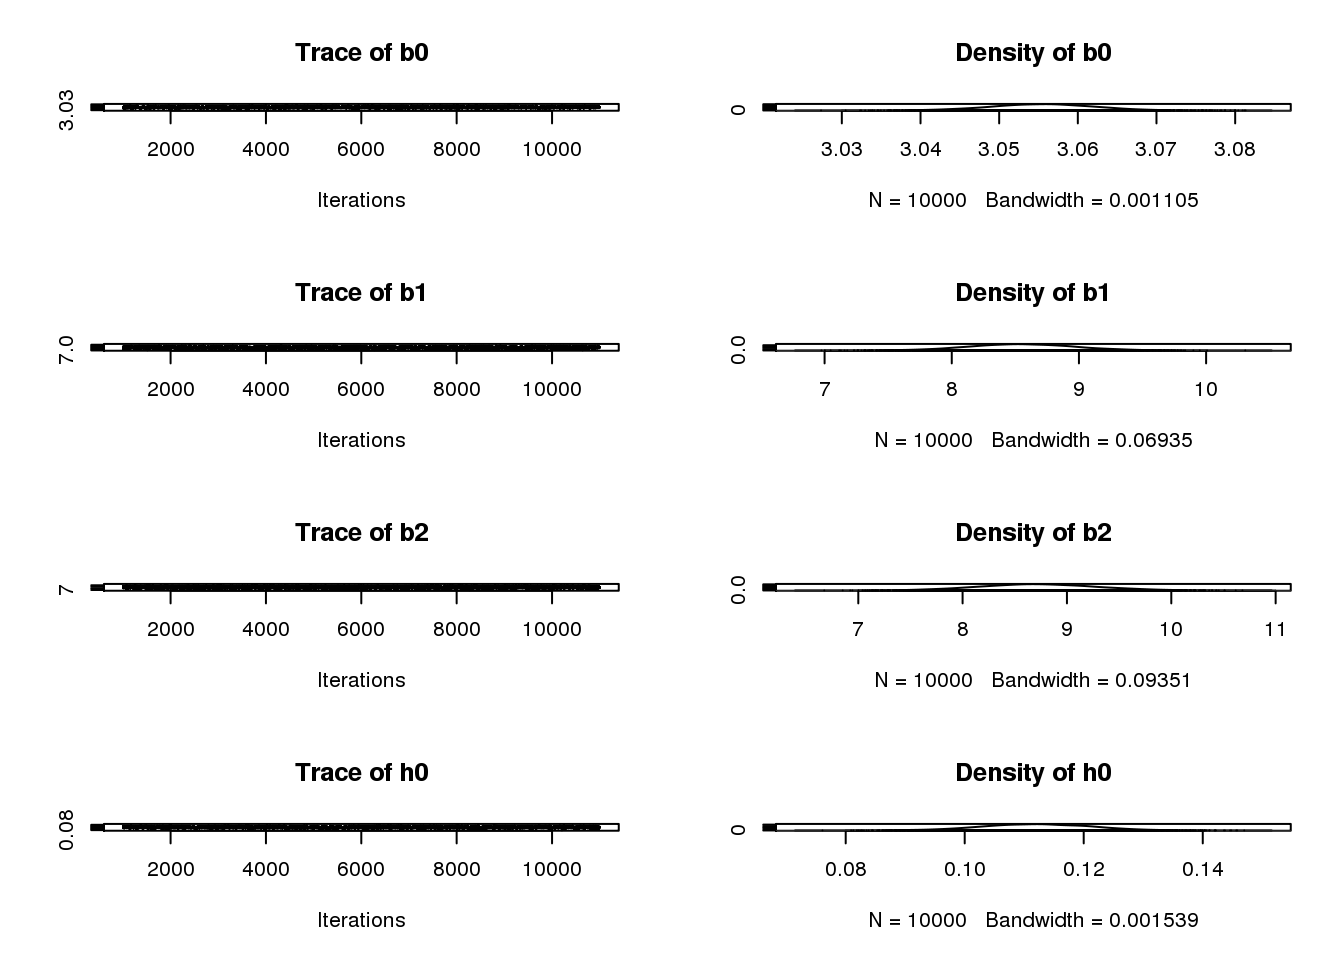 Trace of b0
3.03
2000 4000 6000 8000 10000
Iterations
Density of b0
0
3.03 3.04 3.05 3.06 3.07 3.08
N = 10000 Bandwidth = 0.001105
Trace of b1
7.0
2000 4000 6000 8000 10000
Iterations
Density of b1
0.0
7 8 9 10
N = 10000 Bandwidth = 0.06935
Trace of b2
7
2000 4000 6000 8000 10000
Iterations
Density of b2
0.0
7 8 9 10 11
N = 10000 Bandwidth = 0.09351
Trace of h0
0.08
2000 4000 6000 8000 10000
Iterations
Density of h0
0
0.08 0.10 0.12 0.14
N = 10000 Bandwidth = 0.001539